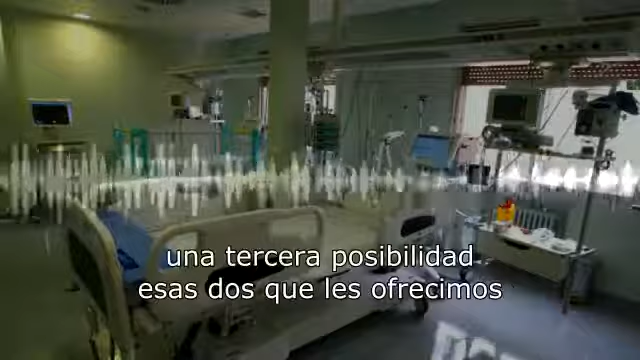 una tercera posibilidad
esas dos que les ofrecimos